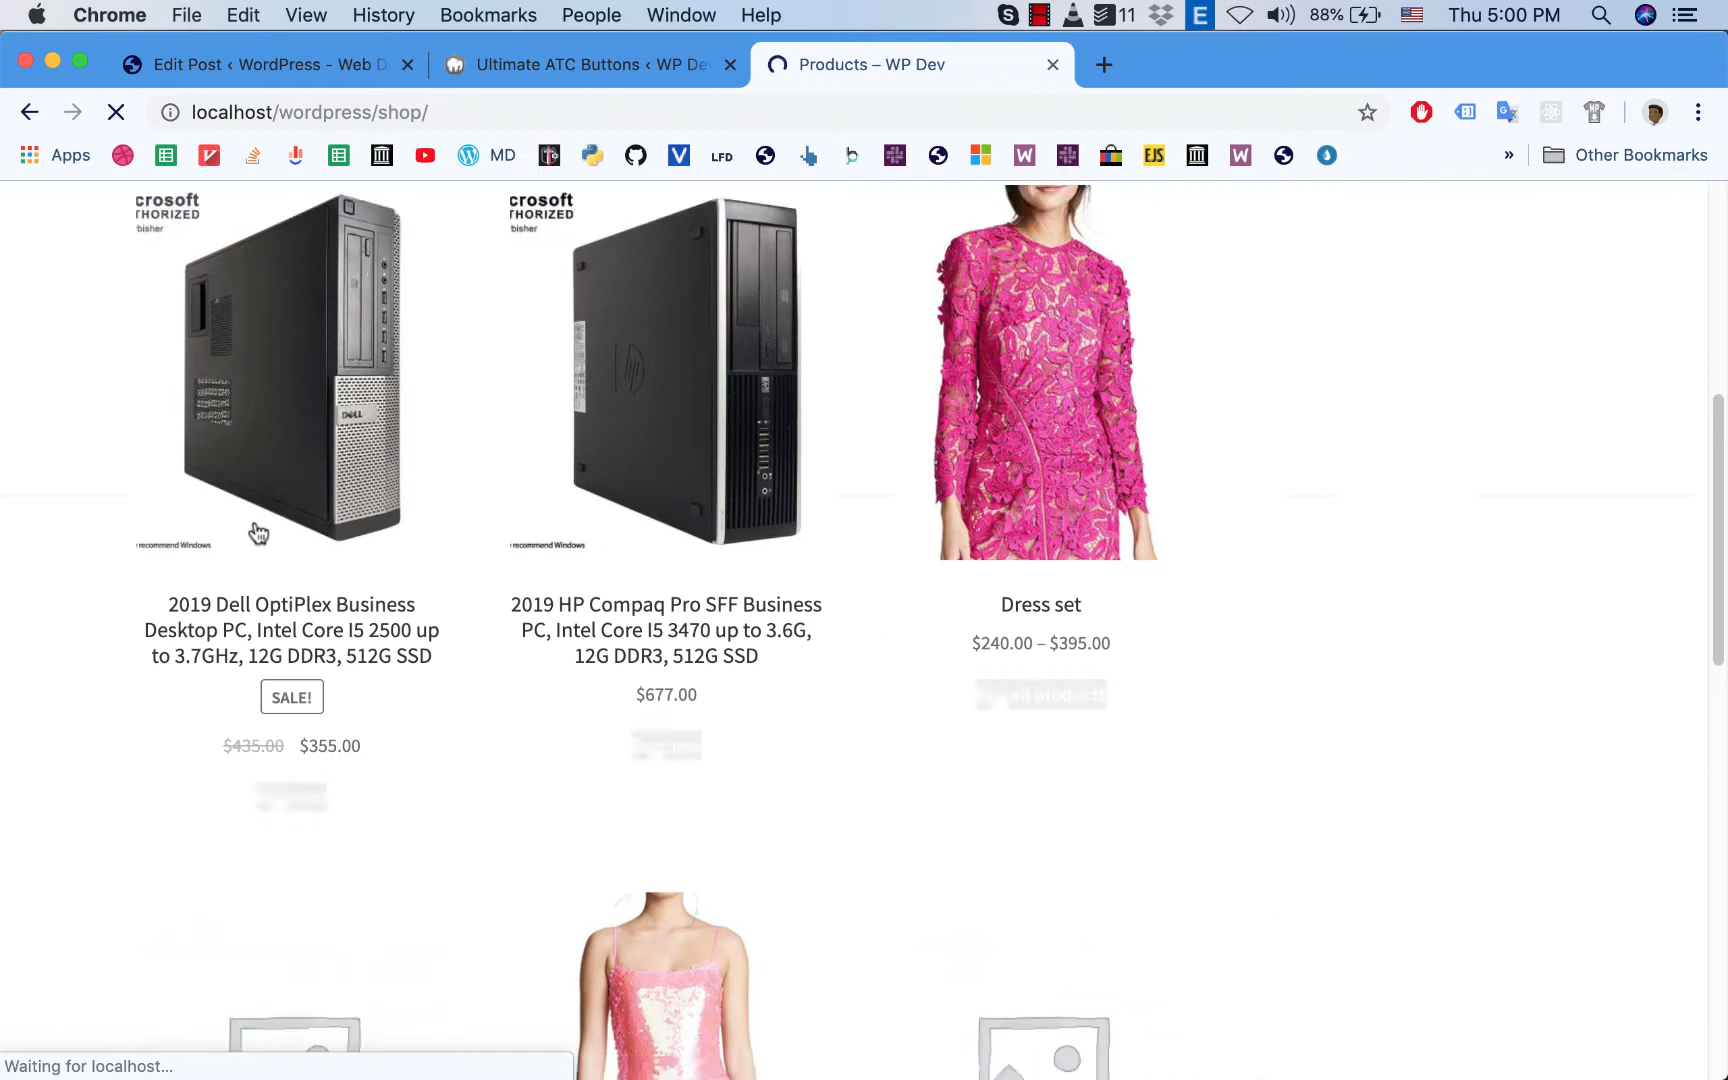 Chrome File Edit View History Bookmarks People Window Help 11 E 88% Thu 5:00 PM
Edit Post ‹ WordPress - Web D
Ultimate ATC Buttons ‹ WP De
Products – WP Dev
localhost/wordpress/shop/
Apps MD LFD EJS Other Bookmarks
crosoft
THORIZED
bisher
crosoft
THORIZED
bisher
DELL
hp
recommend Windows
recommend Windows
2019 Dell OptiPlex Business
Desktop PC, Intel Core I5 2500 up
to 3.7GHz, 12G DDR3, 512G SSD
SALE!
$435.00 $355.00
2019 HP Compaq Pro SFF Business
PC, Intel Core I5 3470 up to 3.6G,
12G DDR3, 512G SSD
$677.00
Dress set
$240.00 – $395.00
all products
Waiting for localhost...